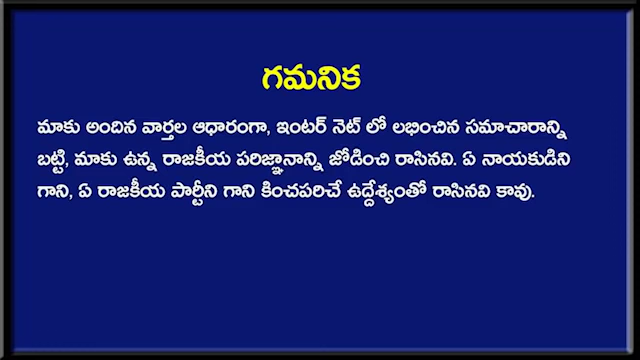 గమనిక
మాకు అందిన వార్తల ఆధారంగా, ఇంటర్ నెట్ లో లభించిన సమాచారాన్ని
బట్టి, మాకు ఉన్న రాజకీయ పరిజ్ఞానాన్ని జోడించి రాసినవి. ఏ నాయకుడిని
గాని, ఏ రాజకీయ పార్టీని గాని కించపరిచే ఉద్దేశ్యంతో రాసినవి కావు.